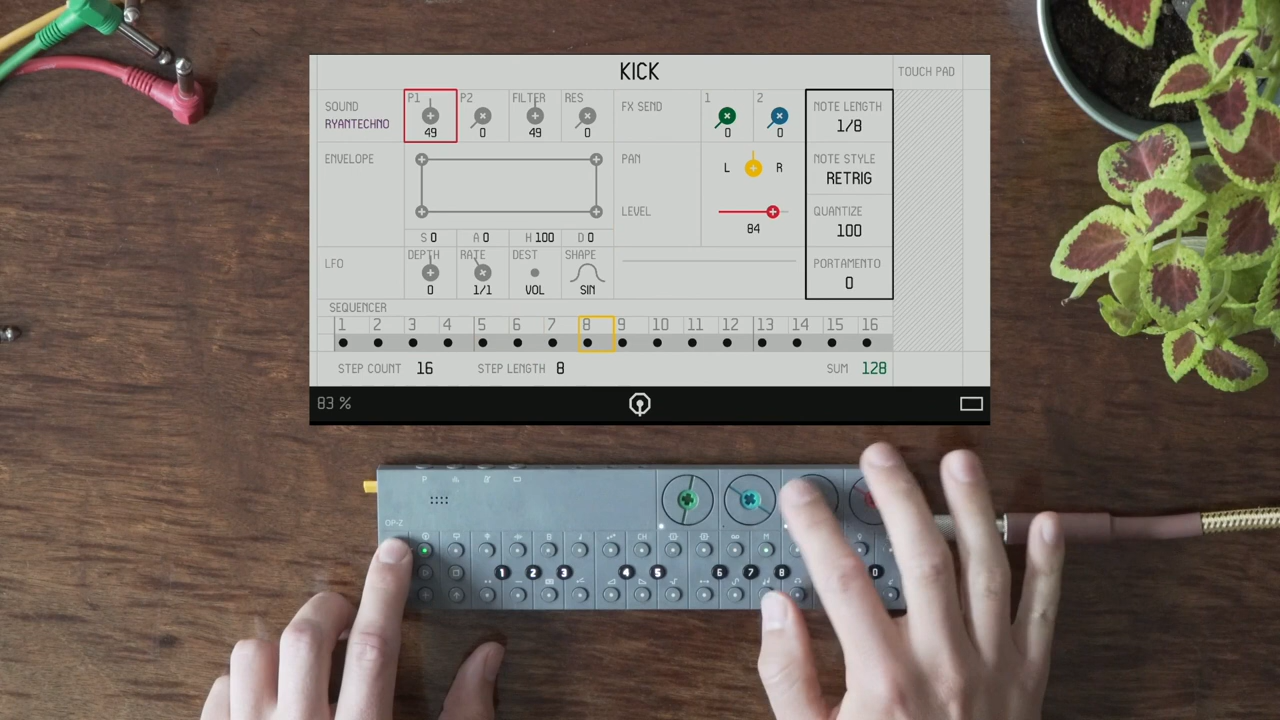 KICK
TOUCH PAD
SOUND
RYANTECHNO
P1
49
P2
0
FILTER
49
RES
0
FX SEND
1
0
2
0
NOTE LENGTH
1/8
ENVELOPE
PAN
L R
NOTE STYLE
RETRIG
LEVEL
84
QUANTIZE
100
S 0 A 0 H 100 D 0
LFO
DEPTH
0
RATE
1/1
DEST
VOL
SHAPE
SIN
PORTAMENTO
0
SEQUENCER
1 2 3 4 5 6 7 8 9 10 11 12 13 14 15 16
STEP COUNT 16 STEP LENGTH 8 SUM 128
83 %
P
OP-Z
CH
M
1 2 3 4 5 6 7 8 0